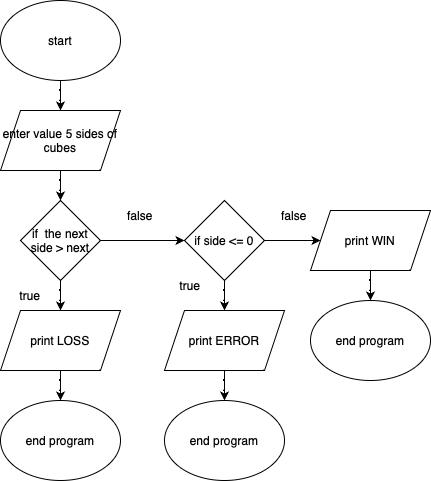 start
enter value 5 sides of
cubes
if the next
side > next
false
if side <= 0
false
print WIN
true
true
print LOSS
print ERROR
end program
end program
end program